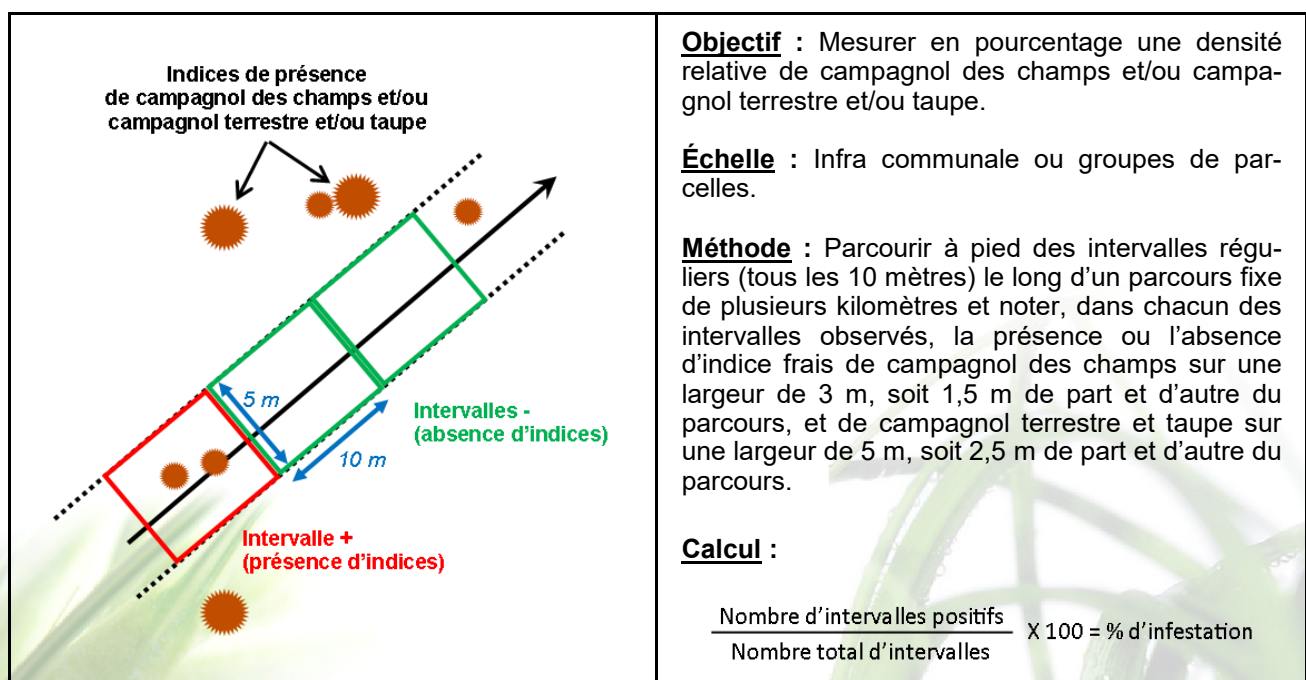 Indices de présence
de campagnol des champs et/ou
campagnol terrestre et/ou taupe
5 m
10 m
Intervalles -
(absence d'indices)
Intervalle +
(présence d'indices)
Objectif : Mesurer en pourcentage une densité
relative de campagnol des champs et/ou campa-
gnol terrestre et/ou taupe.
Échelle : Infra communale ou groupes de par-
celles.
Méthode : Parcourir à pied des intervalles régu-
liers (tous les 10 mètres) le long d'un parcours fixe
de plusieurs kilomètres et noter, dans chacun des
intervalles observés, la présence ou l'absence
d'indice frais de campagnol des champs sur une
largeur de 3 m, soit 1,5 m de part et d'autre du
parcours, et de campagnol terrestre et taupe sur
une largeur de 5 m, soit 2,5 m de part et d'autre du
parcours.
Calcul :
Nombre d'intervalles positifs
X 100 = % d'infestation
Nombre total d'intervalles